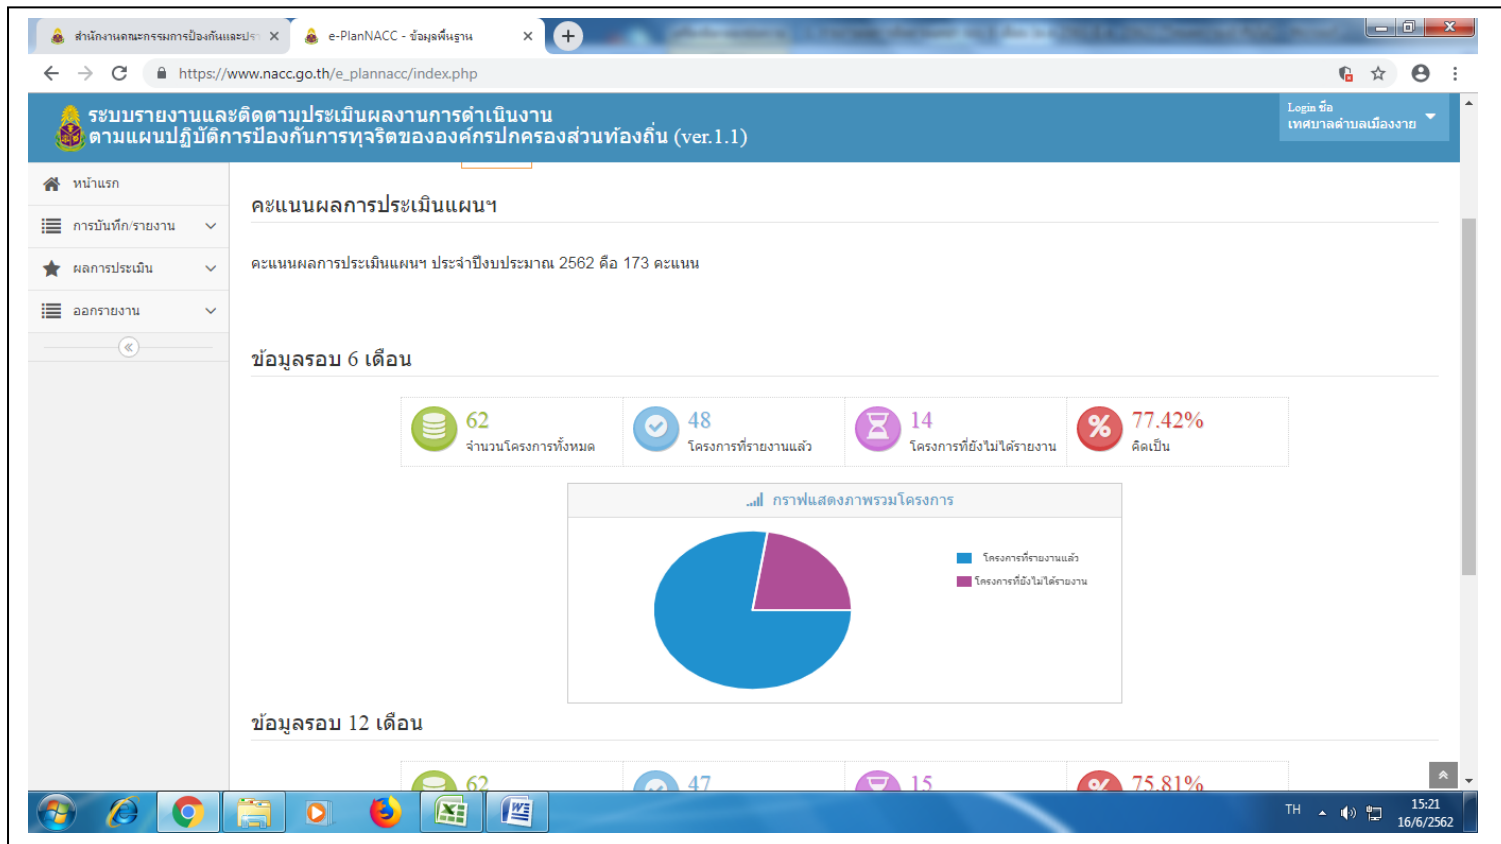 สำนักงานคณะกรรมการป้องกันและปรา
e-PlanNACC - ข้อมูลพื้นฐาน
https://www.nacc.go.th/e_plannacc/index.php
ระบบรายงานและติดตามประเมินผลงานการดำเนินงาน
ตามแผนปฏิบัติการป้องกันการทุจริตขององค์กรปกครองส่วนท้องถิ่น (ver.1.1)
Login ชื่อ
เทศบาลตำบลเมืองงาย
หน้าแรก
การบันทึก/รายงาน
ผลการประเมิน
ออกรายงาน
คะแนนผลการประเมินแผนฯ
คะแนนผลการประเมินแผนฯ ประจำปีงบประมาณ 2562 คือ 173 คะแนน
ข้อมูลรอบ 6 เดือน
62
จำนวนโครงการทั้งหมด
48
โครงการที่รายงานแล้ว
14
โครงการที่ยังไม่ได้รายงาน
77.42%
คิดเป็น
กราฟแสดงภาพรวมโครงการ
โครงการที่รายงานแล้ว
โครงการที่ยังไม่ได้รายงาน
ข้อมูลรอบ 12 เดือน
62
47
15
75.81%
TH
15:21
16/6/2562